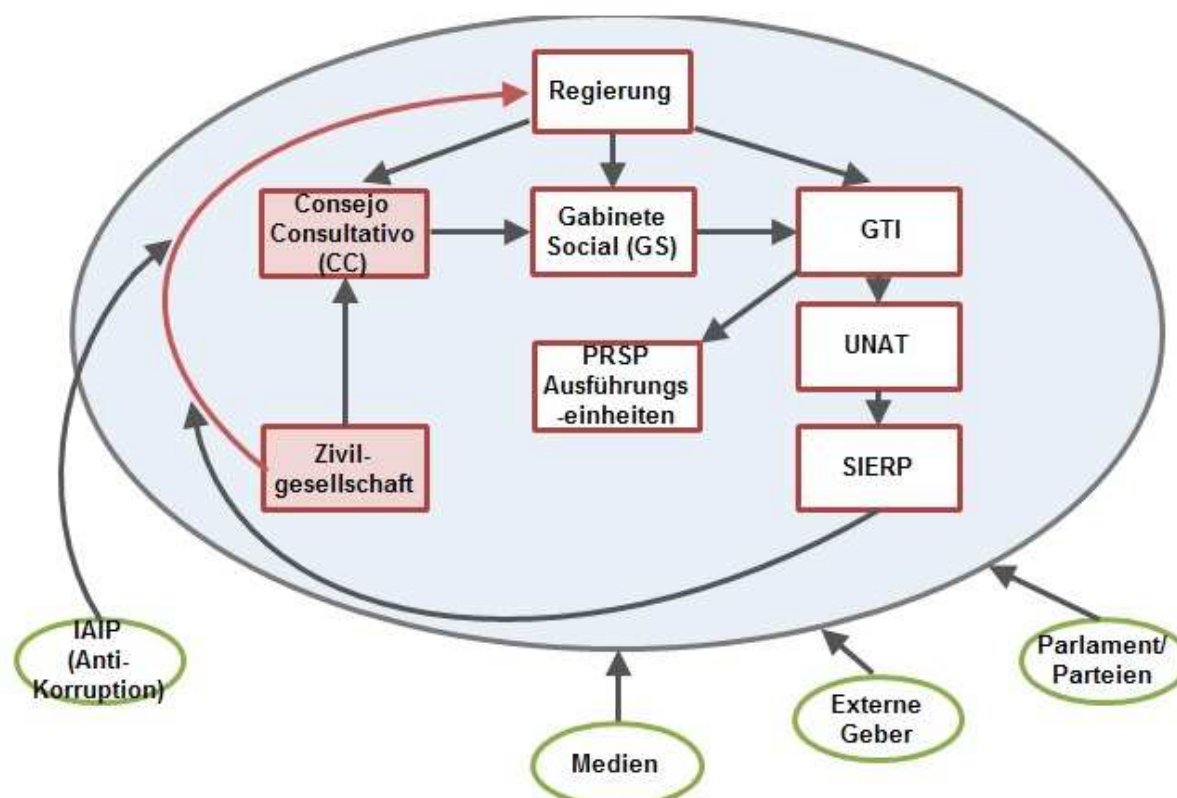 Regierung
Consejo
Consultativo
(CC)
Gabinete
Social (GS)
GTI
PRSP
Ausführungs
-einheiten
UNAT
Zivil-
gesellschaft
SIERP
IAIP
(Anti-
Korruption)
Medien
Externe
Geber
Parlament/
Parteien